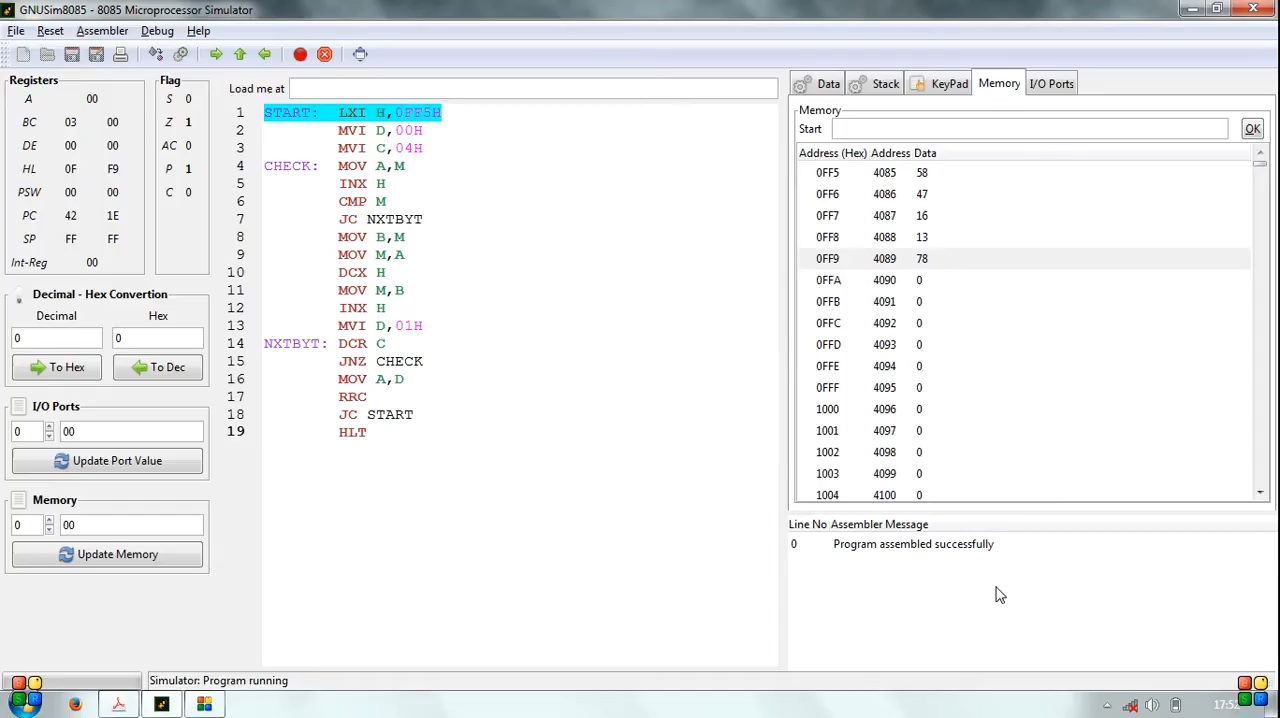 GNUSim8085 - 8085 Microprocessor Simulator
File Reset Assembler Debug Help
Registers
A 00
BC 03 00
DE 00 00
HL 0F F9
PSW 00 00
PC 42 1E
SP FF FF
Int-Reg 00
Flag
S 0
Z 1
AC 0
P 1
C 0
Decimal - Hex Convertion
Decimal Hex
0 0
To Hex To Dec
I/O Ports
0 00
Update Port Value
Memory
0 00
Update Memory
Load me at
1 START: LXI H,0FF5H
2 MVI D,00H
3 MVI C,04H
4 CHECK: MOV A,M
5 INX H
6 CMP M
7 JC NXTBYT
8 MOV B,M
9 MOV M,A
10 DCX H
11 MOV M,B
12 INX H
13 MVI D,01H
14 NXTBYT: DCR C
15 JNZ CHECK
16 MOV A,D
17 RRC
18 JC START
19 HLT
Data Stack KeyPad Memory I/O Ports
Memory
Start OK
Address (Hex) Address Data
0FF5 4085 58
0FF6 4086 47
0FF7 4087 16
0FF8 4088 13
0FF9 4089 78
0FFA 4090 0
0FFB 4091 0
0FFC 4092 0
0FFD 4093 0
0FFE 4094 0
0FFF 4095 0
1000 4096 0
1001 4097 0
1002 4098 0
1003 4099 0
1004 4100 0
Line No Assembler Message
0 Program assembled successfully
Simulator: Program running
17:52